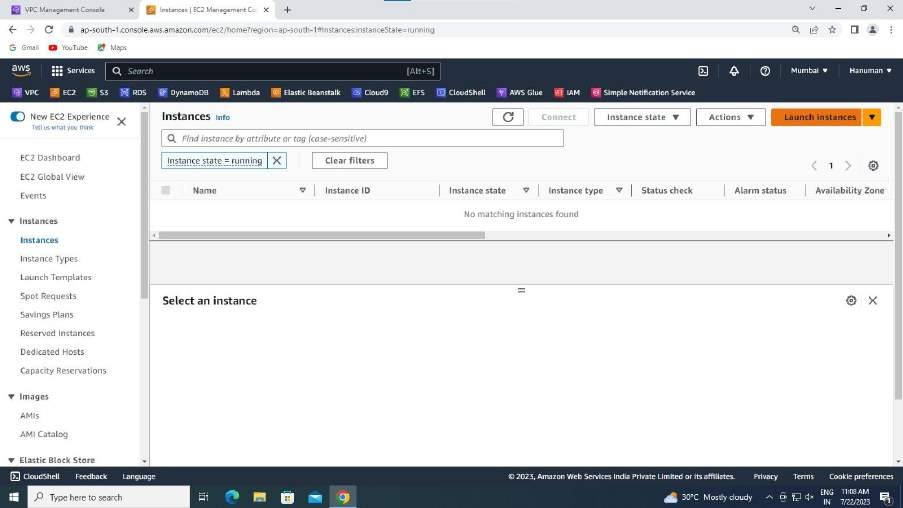 VPC Management Console
Instances | EC2 Management Co
ap-south-1.console.aws.amazon.com/ec2/home?region=ap-south-1#Instances:instanceState=running
Gmail YouTube Maps
aws Services Search [Alt+S] Mumbai Hanuman
VPC EC2 S3 RDS DynamoDB Lambda Elastic Beanstalk Cloud9 EFS CloudShell AWS Glue IAM Simple Notification Service
New EC2 Experience
Tell us what you think
EC2 Dashboard
EC2 Global View
Events
Instances
Instances
Instance Types
Launch Templates
Spot Requests
Savings Plans
Reserved Instances
Dedicated Hosts
Capacity Reservations
Images
AMIs
AMI Catalog
Elastic Block Store
Instances Info
Connect Instance state Actions Launch instances
Find instance by attribute or tag (case-sensitive)
Instance state = running Clear filters
1
Name Instance ID Instance state Instance type Status check Alarm status Availability Zone
No matching instances found
Select an instance
CloudShell Feedback Language © 2023, Amazon Web Services India Private Limited or its affiliates. Privacy Terms Cookie preferences
Type here to search
30°C Mostly cloudy
ENG
IN
11:08 AM
7/22/2023
1